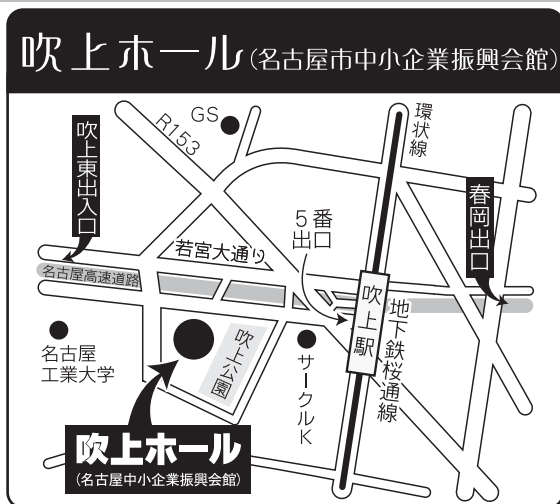 吹上ホール(名古屋市中小企業振興会館)
GS
R153
環状線
吹上東出入口
春岡出口
5番
出口
若宮大通り
名古屋高速道路
吹上駅
地下鉄桜通線
名古屋
工業大学
吹上公園
サークルK
吹上ホール
(名古屋中小企業振興会館)